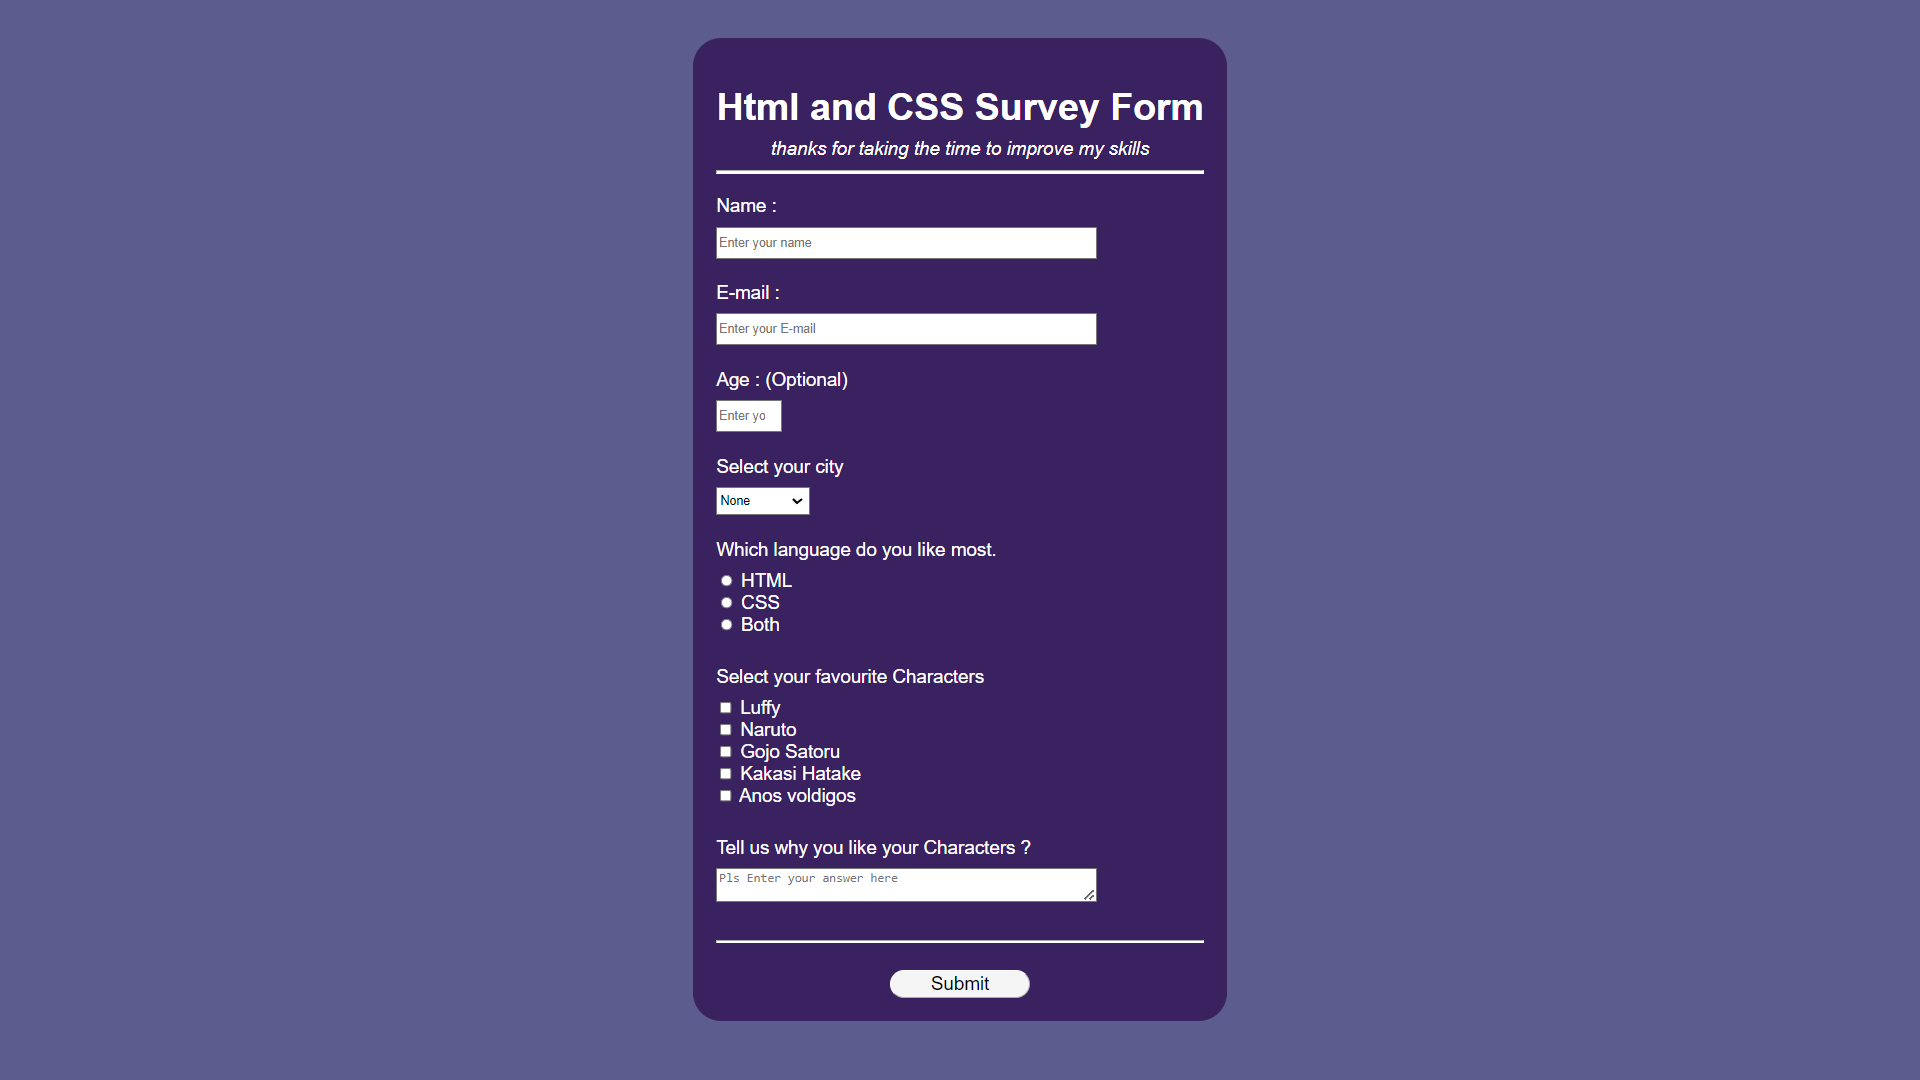 Html and CSS Survey Form
thanks for taking the time to improve my skills
Name :
Enter your name
E-mail :
Enter your E-mail
Age : (Optional)
Enter yo
Select your city
None
Which language do you like most.
HTML
CSS
Both
Select your favourite Characters
Luffy
Naruto
Gojo Satoru
Kakasi Hatake
Anos voldigos
Tell us why you like your Characters ?
Pls Enter your answer here
Submit